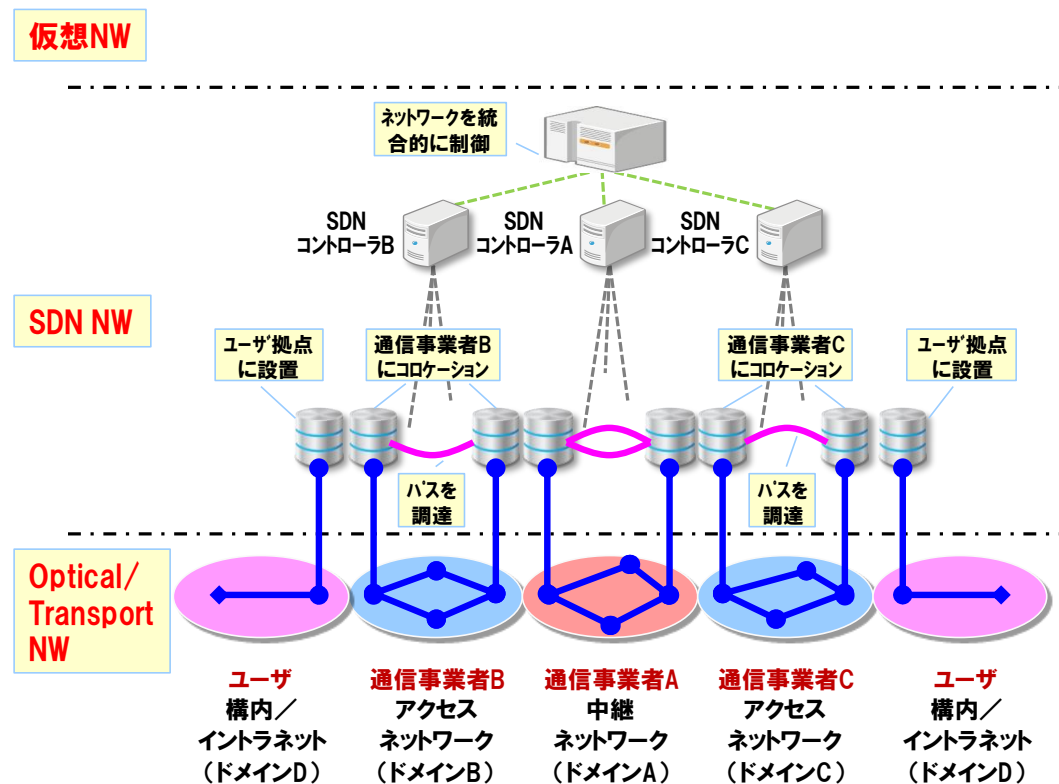 仮想NW
ネットワークを統
合的に制御
SDN
コントローラB
SDN
コントローラA
SDN
コントローラC
SDN NW
ユーザ拠点
に設置
通信事業者B
にコロケーション
通信事業者C
にコロケーション
ユーザ拠点
に設置
パスを
調達
パスを
調達
Optical/
Transport
NW
ユーザ
構内／
イントラネット
（ドメインD）
通信事業者B
アクセス
ネットワーク
（ドメインB）
通信事業者A
中継
ネットワーク
（ドメインA）
通信事業者C
アクセス
ネットワーク
（ドメインC）
ユーザ
構内／
イントラネット
（ドメインD）